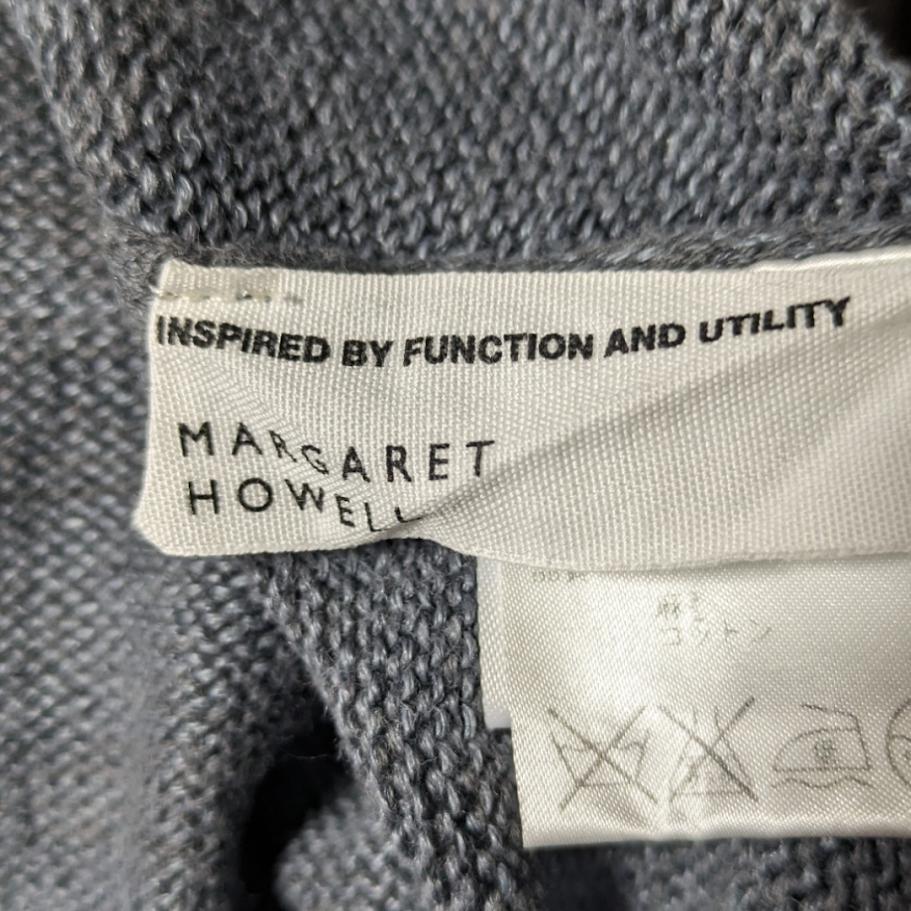 INSPIRED BY FUNCTION AND UTILITY
MARGARET
HOWELL
麻
コットン